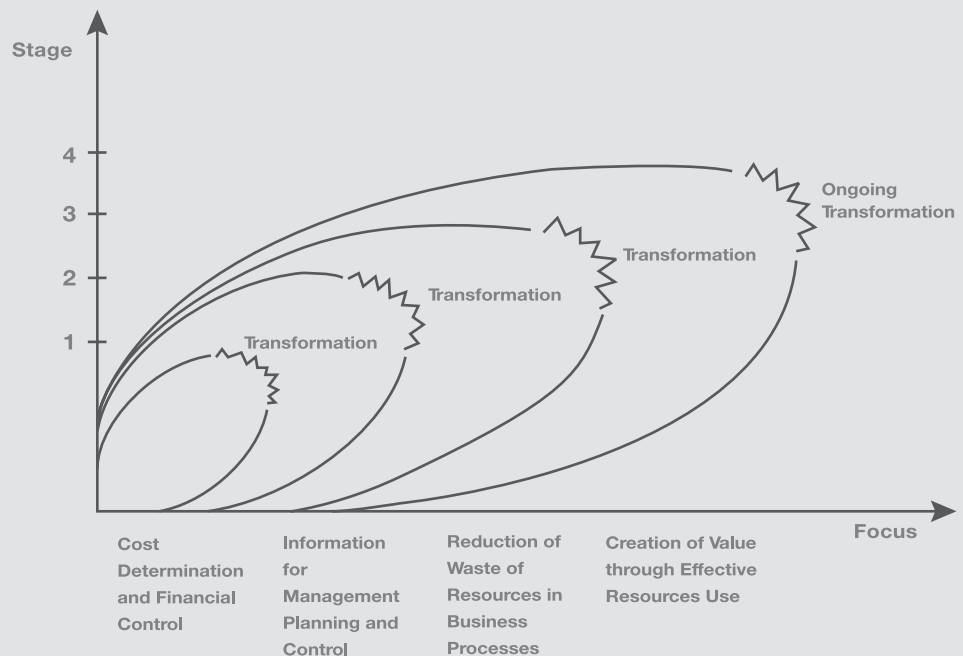 Stage
4
3
2
1
Ongoing
Transformation
Transformation
Transformation
Transformation
Focus
Cost
Determination
and Financial
Control
Information
for
Management
Planning and
Control
Reduction of
Waste of
Resources in
Business
Processes
Creation of Value
through Effective
Resources Use